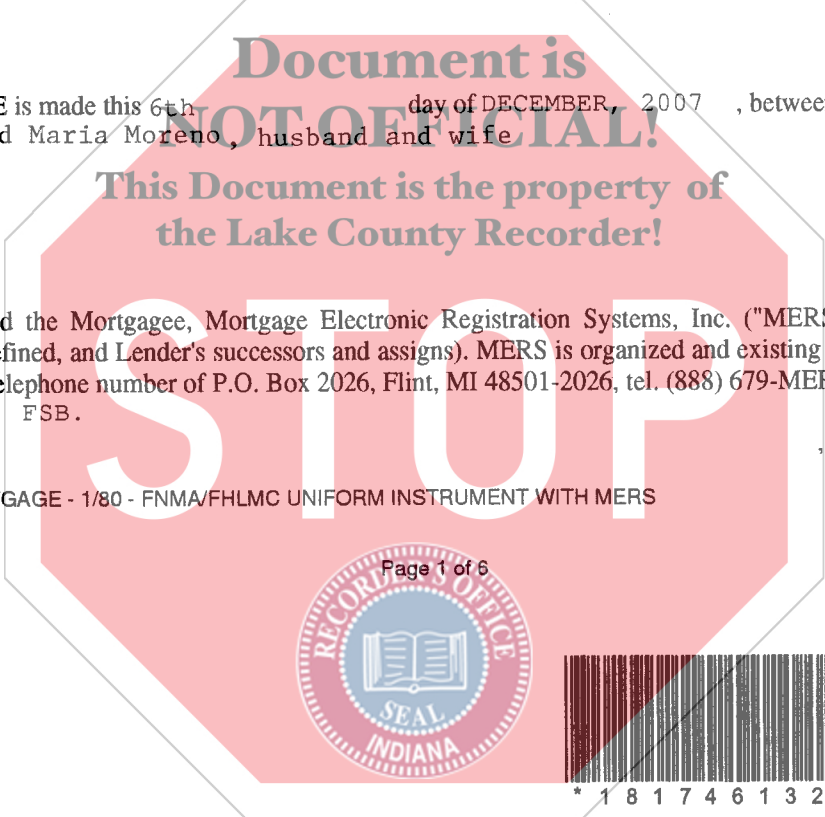 Document is
E is made this 6th day of DECEMBER, 2007 , betwee
NOT OFFICIAL!
d Maria Moreno, husband and wife
This Document is the property of
the Lake County Recorder!
STOP
d the Mortgagee, Mortgage Electronic Registration Systems, Inc. ("MERS
fined, and Lender's successors and assigns). MERS is organized and existing
elephone number of P.O. Box 2026, Flint, MI 48501-2026, tel. (888) 679-MER
FSB.
,
GAGE - 1/80 - FNMA/FHLMC UNIFORM INSTRUMENT WITH MERS
Page 1 of 6
RECORDER'S OFFICE
SEAL
INDIANA
* 1 8 1 7 4 6 1 3 2